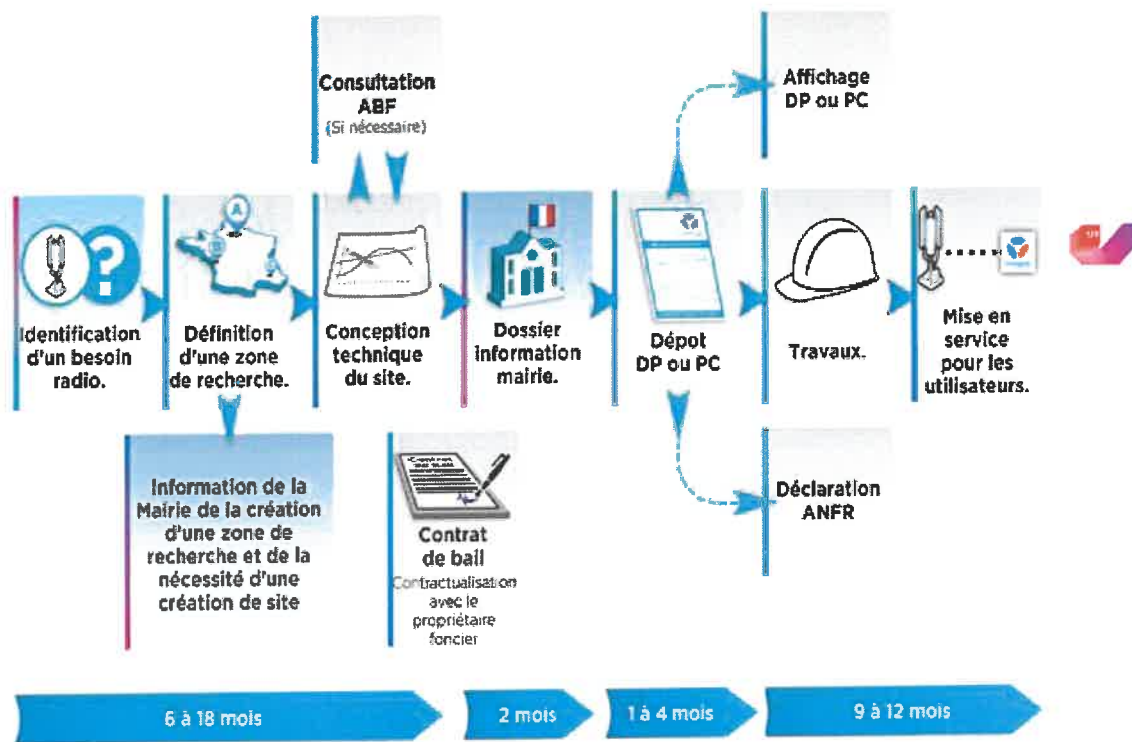 Consultation
ABF
(Si nécessaire)
Affichage
DP ou PC
A
Identification
d'un besoin
radio.
Définition
d'une zone
de recherche.
Conception
technique
du site.
Dossier
information
mairie.
Dépot
DP ou PC
Travaux.
Mise en
service
pour les
utilisateurs.
Information de la
Mairie de la création
d'une zone de
recherche et de la
nécessité d'une
création de site
Contrat
de bail
Contractualisation
avec le
propriétaire
foncier
Déclaration
ANFR
6 à 18 mois
2 mois
1 à 4 mois
9 à 12 mois